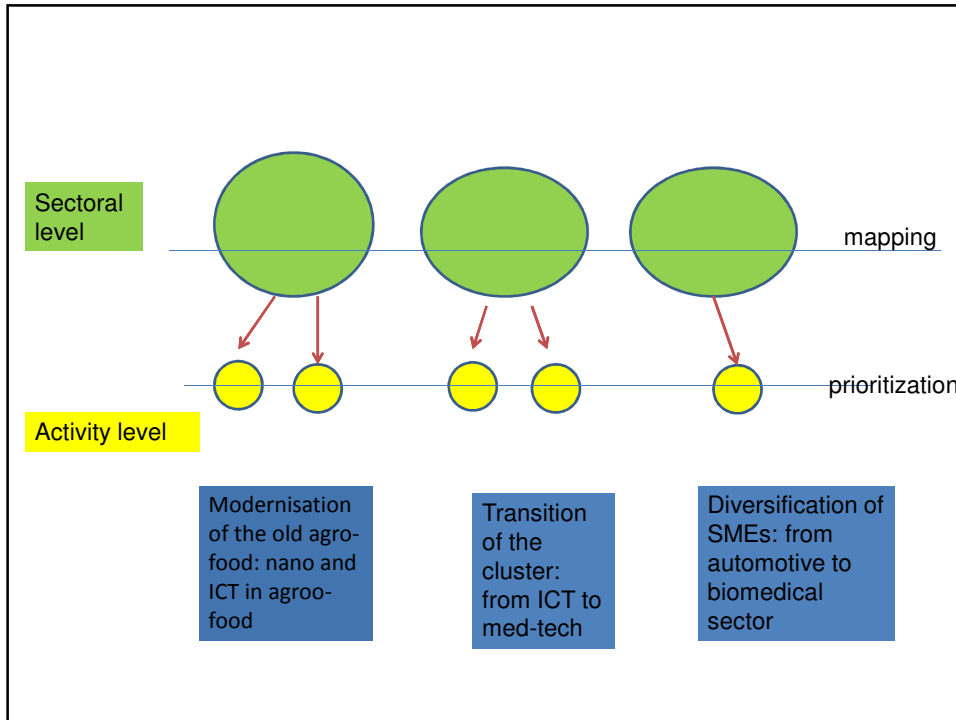 Sectoral
level
mapping
prioritization
Activity level
Modernisation
of the old agro-
food: nano and
ICT in agroo-
food
Transition
of the
cluster:
from ICT to
med-tech
Diversification of
SMEs: from
automotive to
biomedical
sector